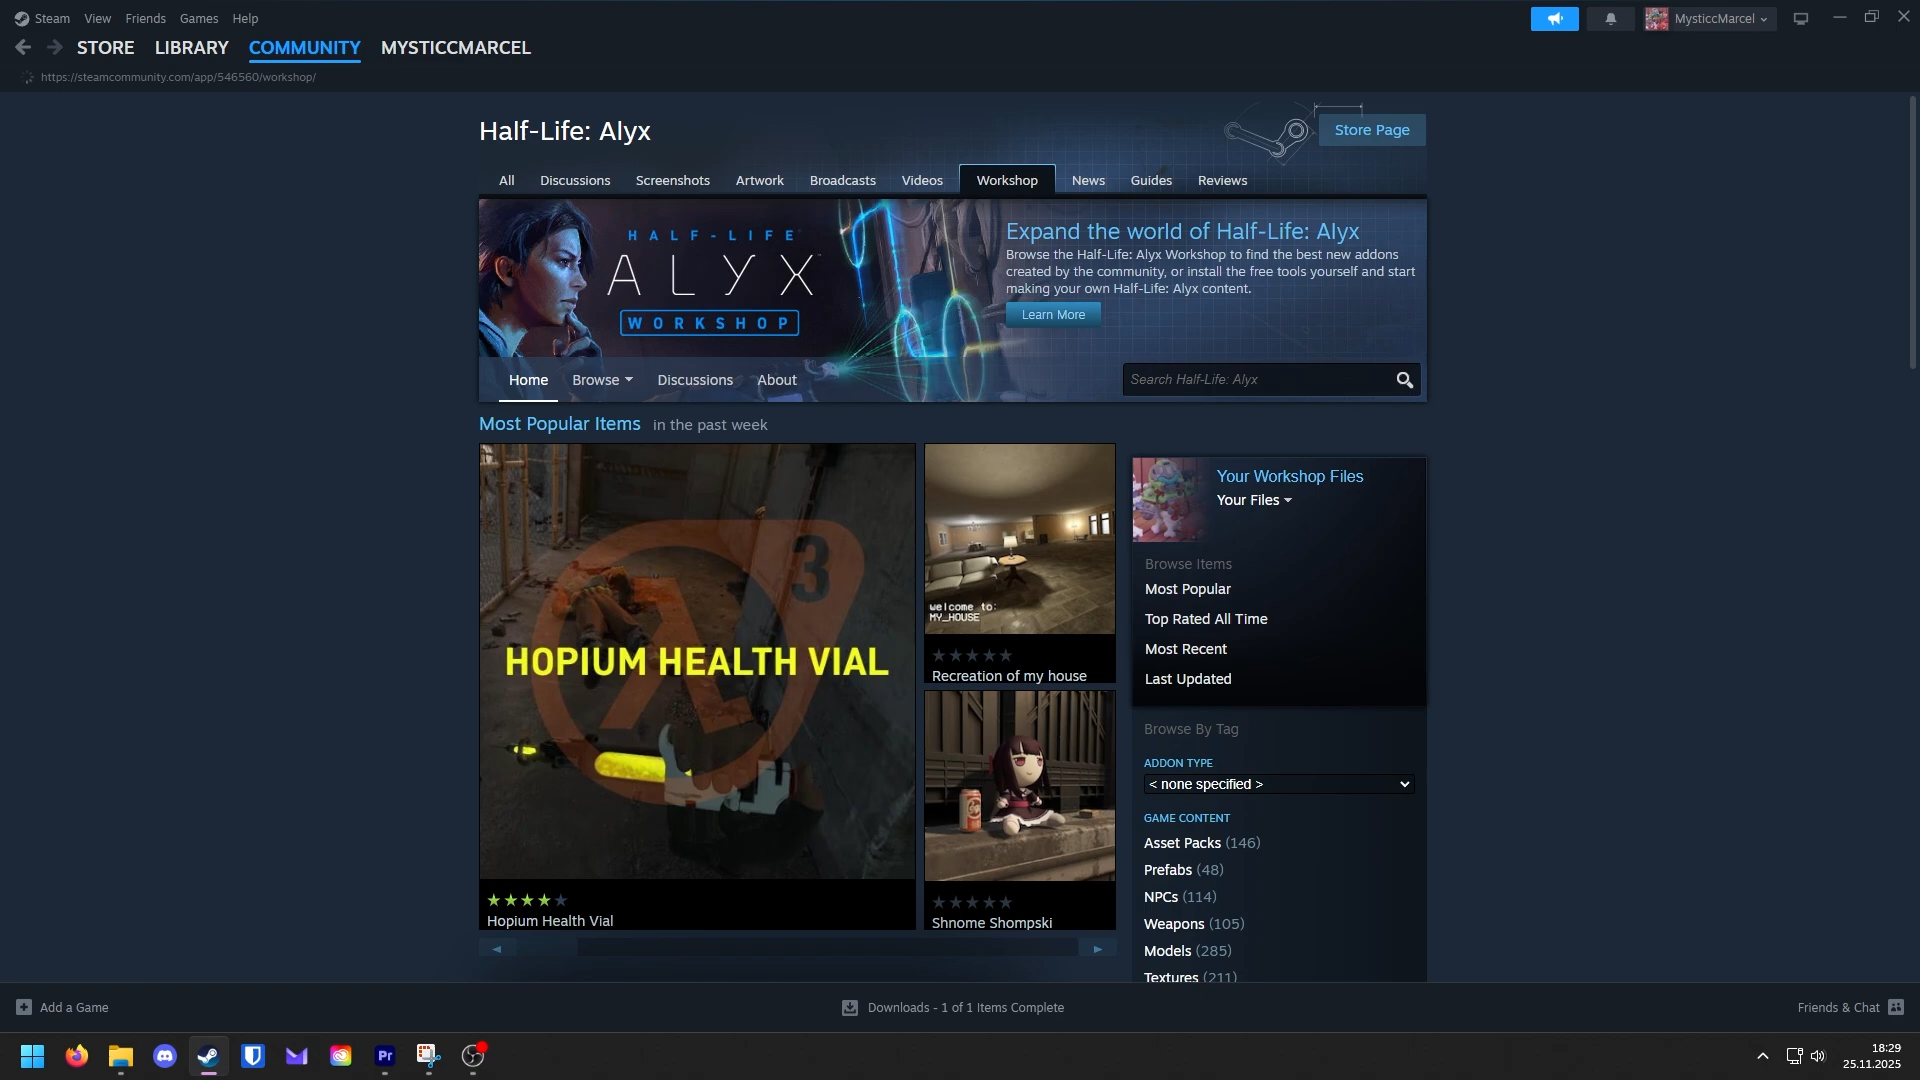 Steam View Friends Games Help
MysticcMarcel
STORE LIBRARY COMMUNITY MYSTICCMARCEL
https://steamcommunity.com/app/546560/workshop/
Half-Life: Alyx
Store Page
All Discussions Screenshots Artwork Broadcasts Videos Workshop News Guides Reviews
HALF-LIFE
ALYX
WORKSHOP
Expand the world of Half-Life: Alyx
Browse the Half-Life: Alyx Workshop to find the best new addons
created by the community, or install the free tools yourself and start
making your own Half-Life: Alyx content.
Learn More
Home Browse Discussions About
Search Half-Life: Alyx
Most Popular Items in the past week
3
HOPIUM HEALTH VIAL
Hopium Health Vial
welcome to:
MY_HOUSE
Recreation of my house
Shnome Shompski
Your Workshop Files
Your Files
Browse Items
Most Popular
Top Rated All Time
Most Recent
Last Updated
Browse By Tag
ADDON TYPE
< none specified >
GAME CONTENT
Asset Packs (146)
Prefabs (48)
NPCs (114)
Weapons (105)
Models (285)
Textures (211)
Add a Game
Downloads - 1 of 1 Items Complete
Friends & Chat
Pr
18:29
25.11.2025